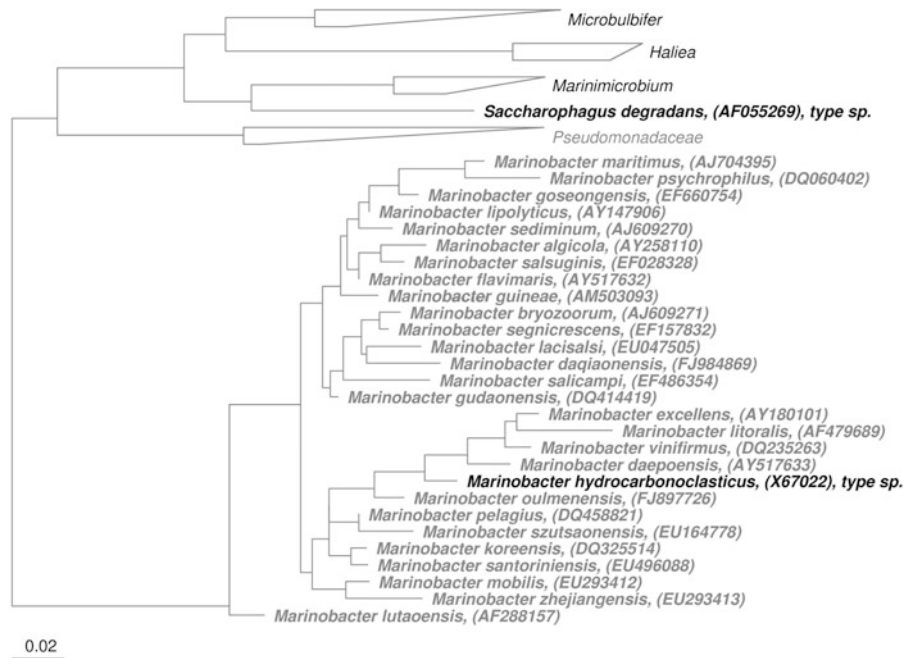 Microbulbifer
Haliea
Marinimicrobium
Saccharophagus degradans, (AF055269), type sp.
Pseudomonadaceae
Marinobacter maritimus, (AJ704395)
Marinobacter psychrophilus, (DQ060402)
Marinobacter goseongensis, (EF660754)
Marinobacter lipolyticus, (AY147906)
Marinobacter sediminum, (AJ609270)
Marinobacter algicola, (AY258110)
Marinobacter salsuginis, (EF028328)
Marinobacter flavimaris, (AY517632)
Marinobacter guineae, (AM503093)
Marinobacter bryozoorum, (AJ609271)
Marinobacter segnicrescens, (EF157832)
Marinobacter lacisalsi, (EU047505)
Marinobacter daqiaonensis, (FJ984869)
Marinobacter salicampi, (EF486354)
Marinobacter gudaonensis, (DQ414419)
Marinobacter excellens, (AY180101)
Marinobacter litoralis, (AF479689)
Marinobacter vinifirmus, (DQ235263)
Marinobacter daepoensis, (AY517633)
Marinobacter hydrocarbonoclasticus, (X67022), type sp.
Marinobacter oulmenensis, (FJ897726)
Marinobacter pelagius, (DQ458821)
Marinobacter szutsaonensis, (EU164778)
Marinobacter koreensis, (DQ325514)
Marinobacter santoriniensis, (EU496088)
Marinobacter mobilis, (EU293412)
Marinobacter zhejiangensis, (EU293413)
Marinobacter lutaoensis, (AF288157)
0.02